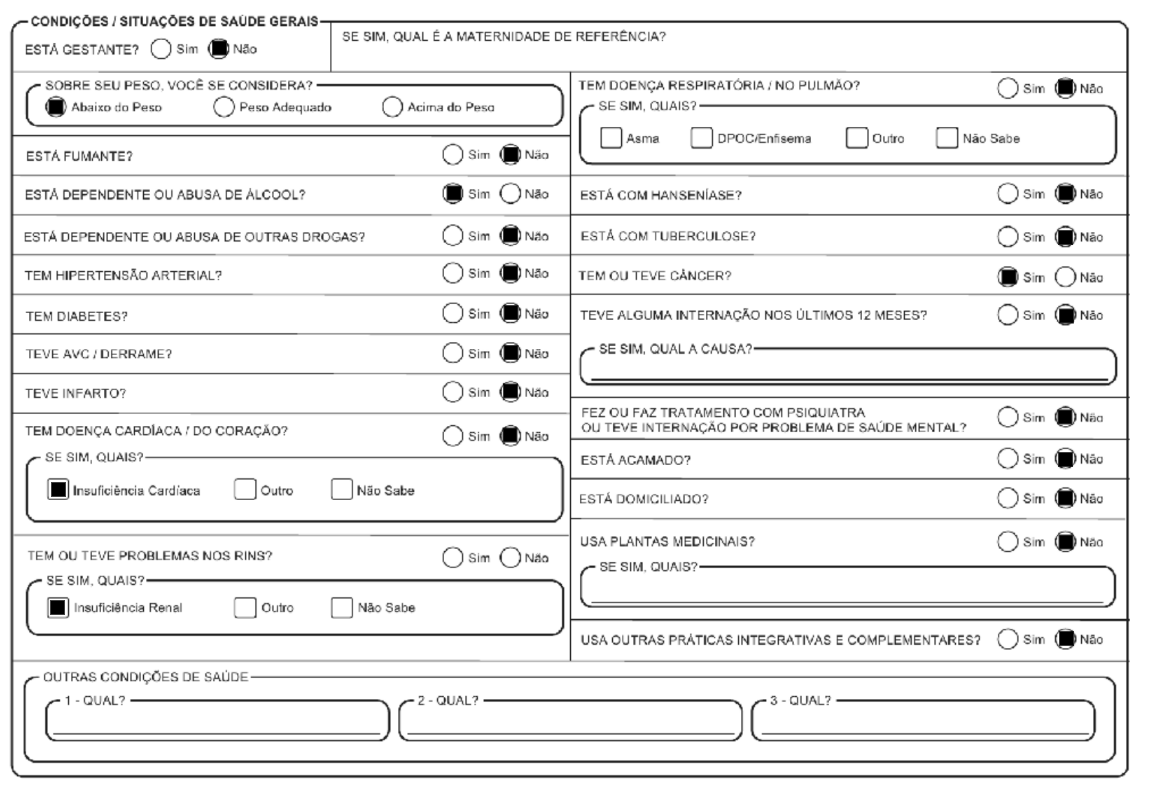 CONDIÇÕES / SITUAÇÕES DE SAÚDE GERAIS
ESTÁ GESTANTE? Sim Não
SE SIM, QUAL É A MATERNIDADE DE REFERÊNCIA?
SOBRE SEU PESO, VOCÊ SE CONSIDERA?
Abaixo do Peso Peso Adequado Acima do Peso
ESTÁ FUMANTE? Sim Não
ESTÁ DEPENDENTE OU ABUSA DE ÁLCOOL? Sim Não
ESTÁ DEPENDENTE OU ABUSA DE OUTRAS DROGAS? Sim Não
TEM HIPERTENSÃO ARTERIAL? Sim Não
TEM DIABETES? Sim Não
TEVE AVC / DERRAME? Sim Não
TEVE INFARTO? Sim Não
TEM DOENÇA CARDÍACA / DO CORAÇÃO? Sim Não
SE SIM, QUAIS?
Insuficiência Cardíaca Outro Não Sabe
TEM OU TEVE PROBLEMAS NOS RINS? Sim Não
SE SIM, QUAIS?
Insuficiência Renal Outro Não Sabe
TEM DOENÇA RESPIRATÓRIA / NO PULMÃO? Sim Não
SE SIM, QUAIS?
Asma DPOC/Enfisema Outro Não Sabe
ESTÁ COM HANSENÍASE? Sim Não
ESTÁ COM TUBERCULOSE? Sim Não
TEM OU TEVE CÂNCER? Sim Não
TEVE ALGUMA INTERNAÇÃO NOS ÚLTIMOS 12 MESES? Sim Não
SE SIM, QUAL A CAUSA?
FEZ OU FAZ TRATAMENTO COM PSIQUIATRA
OU TEVE INTERNAÇÃO POR PROBLEMA DE SAÚDE MENTAL? Sim Não
ESTÁ ACAMADO? Sim Não
ESTÁ DOMICILIADO? Sim Não
USA PLANTAS MEDICINAIS? Sim Não
SE SIM, QUAIS?
USA OUTRAS PRÁTICAS INTEGRATIVAS E COMPLEMENTARES? Sim Não
OUTRAS CONDIÇÕES DE SAÚDE
1 - QUAL? 2 - QUAL? 3 - QUAL?